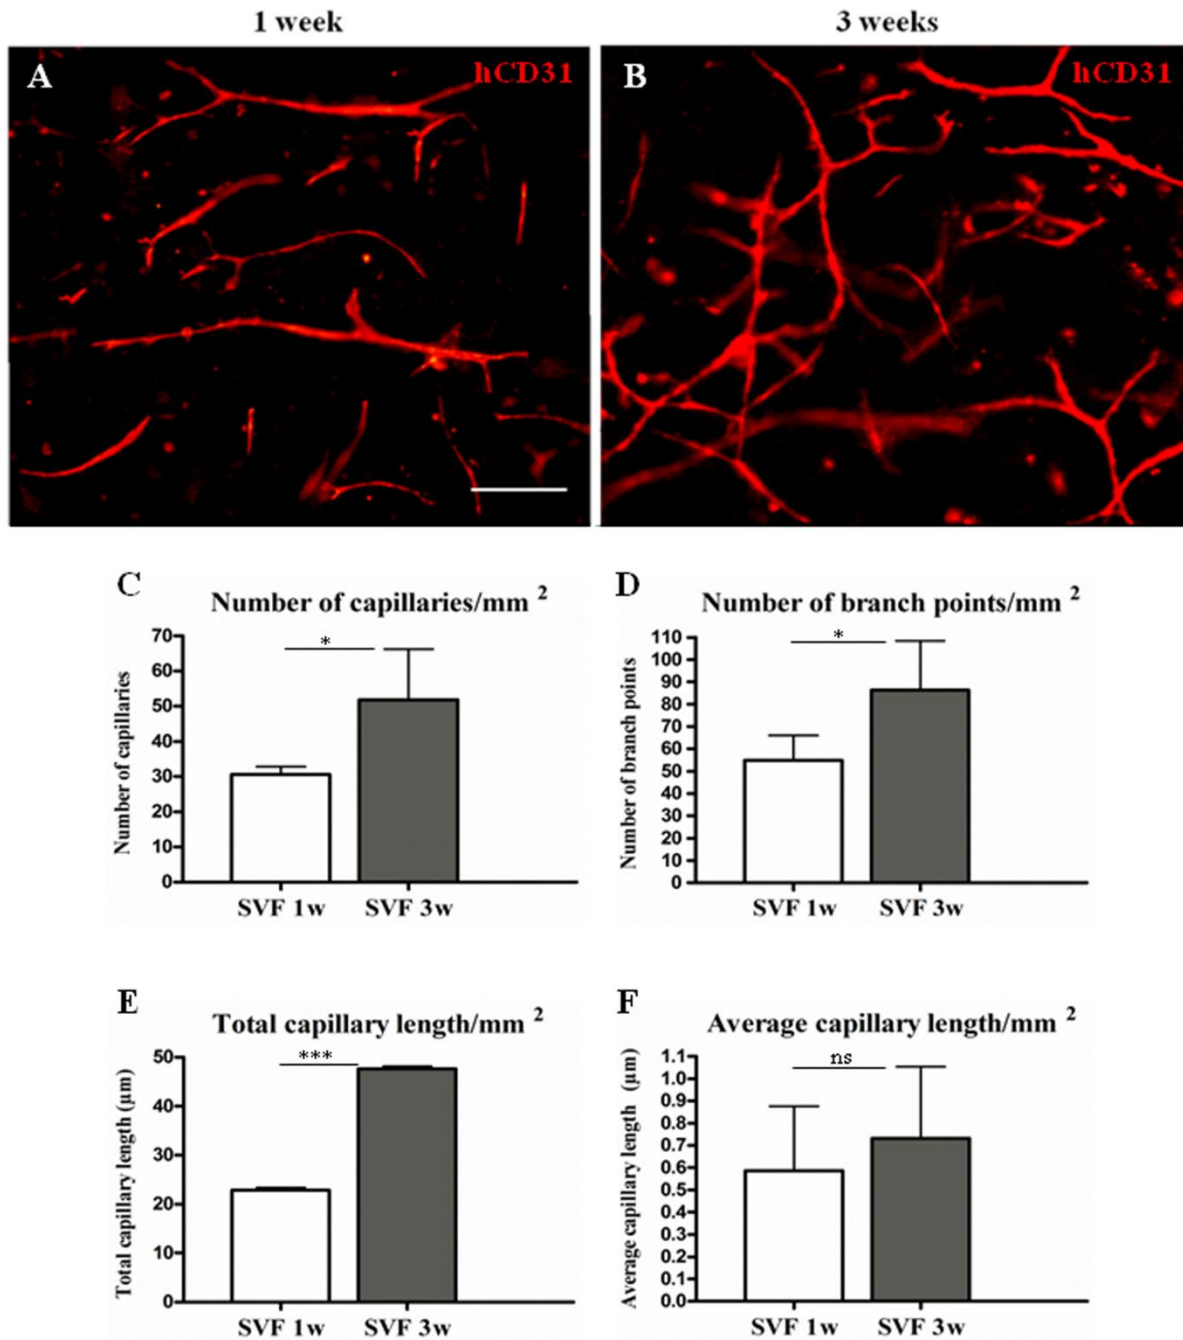 1 week
3 weeks
A
hCD31
B
hCD31
C
Number of capillaries/mm 2
Number of capillaries
70
60
50
40
30
20
10
0
*
SVF 1w
SVF 3w
D
Number of branch points/mm 2
Number of branch points
110
100
90
80
70
60
50
40
30
20
10
0
*
SVF 1w
SVF 3w
E
Total capillary length/mm 2
Total capillary length (μm)
50
40
30
20
10
0
***
SVF 1w
SVF 3w
F
Average capillary length/mm 2
Average capillary length (μm)
1.1
1.0
0.9
0.8
0.7
0.6
0.5
0.4
0.3
0.2
0.1
0.0
ns
SVF 1w
SVF 3w